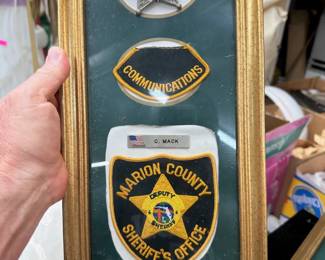 COMMUNICATIONS
C. MACK
MARION COUNTY
DEPUTY
SHERIFF
SHERIFF'S OFFICE